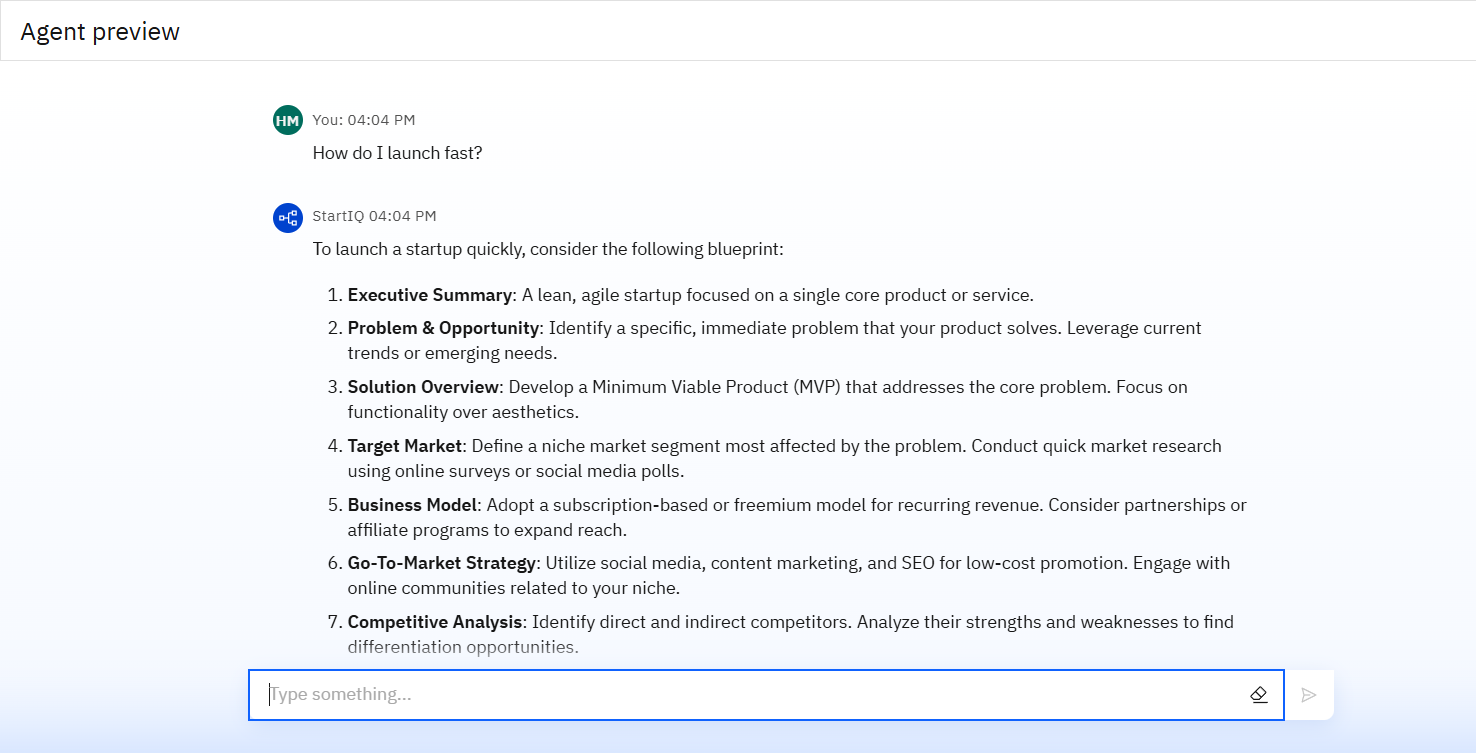 Agent preview
HM
You: 04:04 PM
How do I launch fast?
StartIQ 04:04 PM
To launch a startup quickly, consider the following blueprint:
1. Executive Summary: A lean, agile startup focused on a single core product or service.
2. Problem & Opportunity: Identify a specific, immediate problem that your product solves. Leverage current
trends or emerging needs.
3. Solution Overview: Develop a Minimum Viable Product (MVP) that addresses the core problem. Focus on
functionality over aesthetics.
4. Target Market: Define a niche market segment most affected by the problem. Conduct quick market research
using online surveys or social media polls.
5. Business Model: Adopt a subscription-based or freemium model for recurring revenue. Consider partnerships or
affiliate programs to expand reach.
6. Go-To-Market Strategy: Utilize social media, content marketing, and SEO for low-cost promotion. Engage with
online communities related to your niche.
7. Competitive Analysis: Identify direct and indirect competitors. Analyze their strengths and weaknesses to find
differentiation opportunities.
Type something...